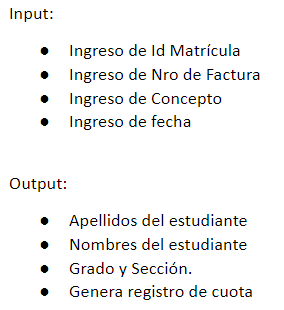 Input:
● Ingreso de Id Matrícula
● Ingreso de Nro de Factura
● Ingreso de Concepto
● Ingreso de fecha
Output:
● Apellidos del estudiante
● Nombres del estudiante
● Grado y Sección.
● Genera registro de cuota